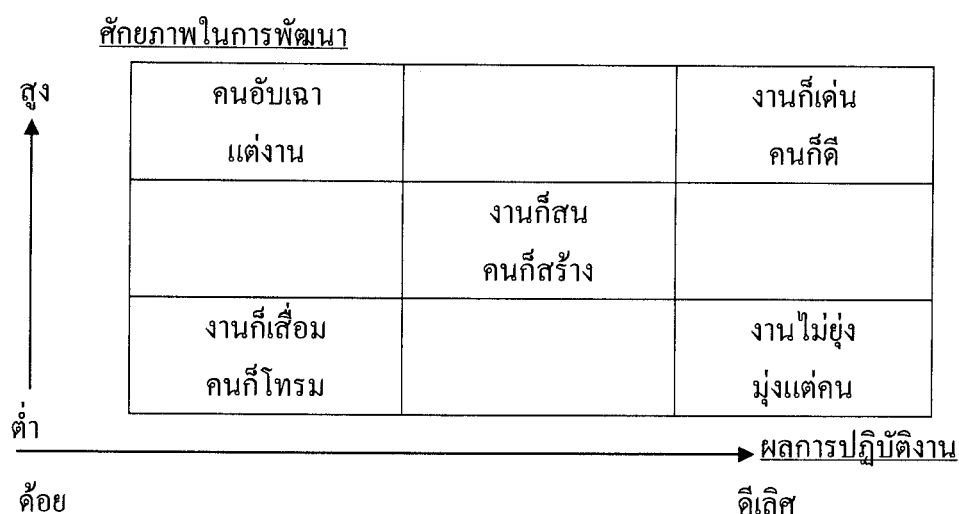 ศักยภาพในการพัฒนา
สูง
คนอับเฉา
แต่งาน
งานก็เด่น
คนก็ดี
งานก็สน
คนก็สร้าง
งานก็เสื่อม
คนก็โทรม
งานไม่ยุ่ง
มุ่งแต่คน
ต่ำ
ผลการปฏิบัติงาน
ด้อย
ดีเลิศ